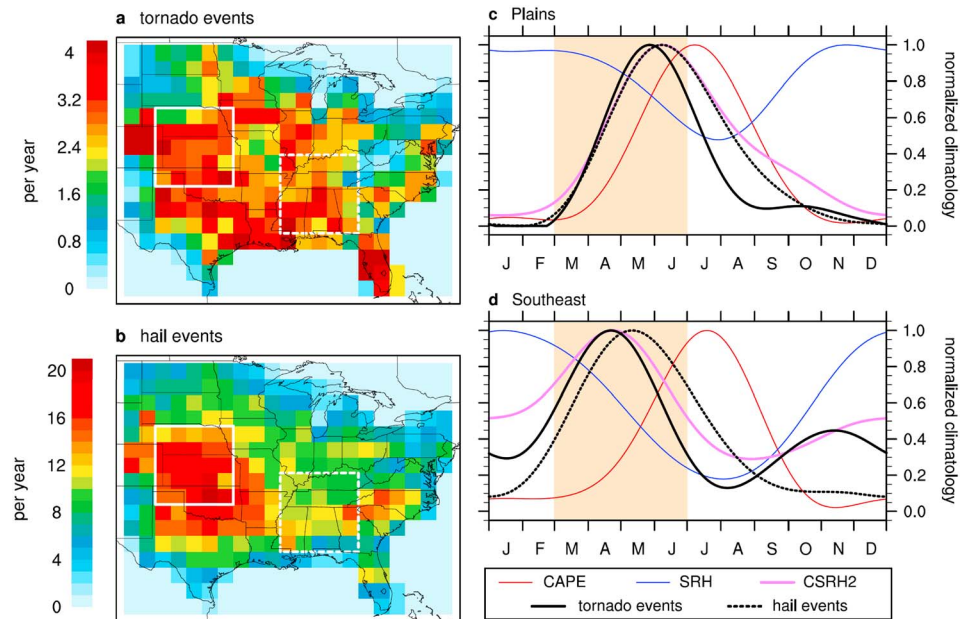 a tornado events
per year
4
3.2
2.4
1.6
0.8
0
b hail events
per year
20
16
12
8
4
0
c Plains
normalized climatology
1.0
0.8
0.6
0.4
0.2
0.0
J F M A M J J A S O N D
d Southeast
normalized climatology
1.0
0.8
0.6
0.4
0.2
0.0
J F M A M J J A S O N D
CAPE SRH CSRH2
tornado events hail events